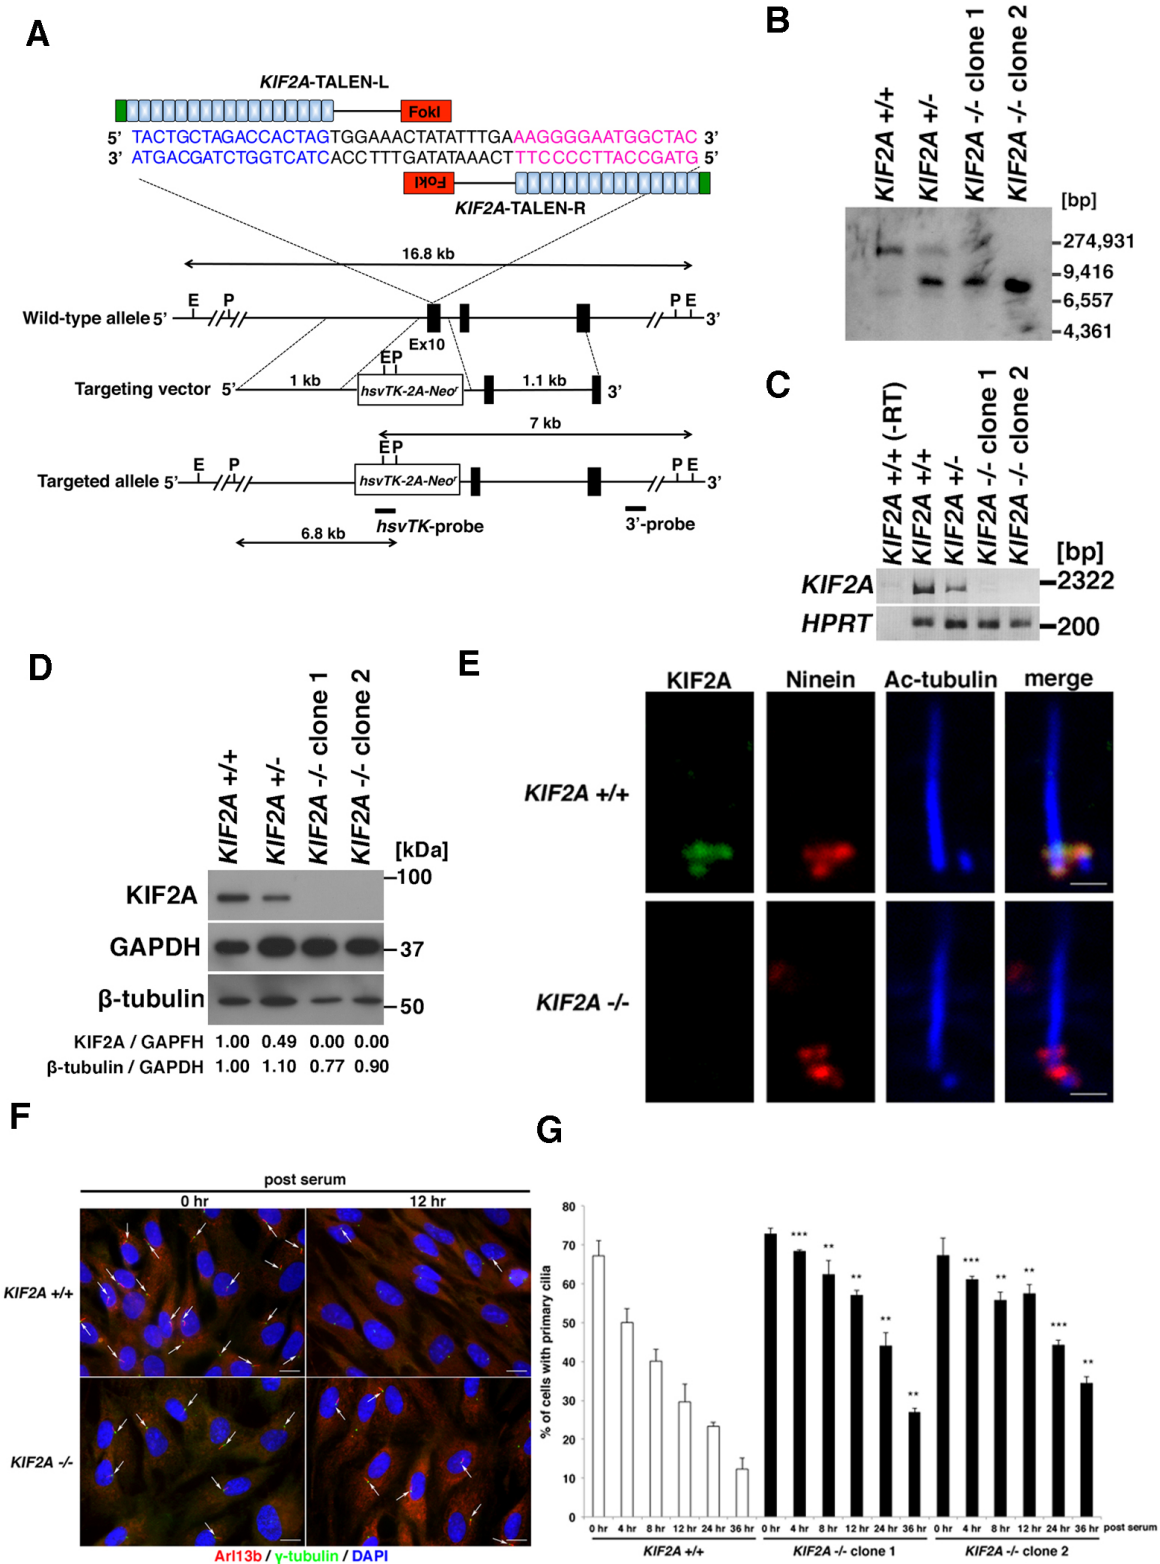 A
KIF2A-TALEN-L
FokI
5’ TACTGCTAGACCACTAGTGGAAACTATATTTGAAAGGGGGAATGGCTAC 3’
3’ ATGACGATCTGGTCATCACCTTTGATATAAACTTTCCCCCTTACCGATG 5’
FokI
KIF2A-TALEN-R
16.8 kb
E P P E
Wild-type allele 5’ 3’
Ex10
EP
Targeting vector 5’ 1 kb hsvTK-2A-Neoʳ 1.1 kb 3’
7 kb
E P EP P E
Targeted allele 5’ hsvTK-2A-Neoʳ 3’
hsvTK-probe 3’-probe
6.8 kb
B
KIF2A +/+
KIF2A +/-
KIF2A -/- clone 1
KIF2A -/- clone 2
[bp]
274,931
9,416
6,557
4,361
C
KIF2A +/+ (-RT)
KIF2A +/+
KIF2A +/-
KIF2A -/- clone 1
KIF2A -/- clone 2
[bp]
KIF2A 2322
HPRT 200
D
KIF2A +/+
KIF2A +/-
KIF2A -/- clone 1
KIF2A -/- clone 2
[kDa]
100
KIF2A
GAPDH 37
β-tubulin 50
KIF2A / GAPFH 1.00 0.49 0.00 0.00
β-tubulin / GAPDH 1.00 1.10 0.77 0.90
E
KIF2A Ninein Ac-tubulin merge
KIF2A +/+
KIF2A -/-
F
post serum
0 hr 12 hr
KIF2A +/+
KIF2A -/-
Arl13b / γ-tubulin / DAPI
G
% of cells with primary cilia
80
70
60
50
40
30
20
10
0
*** ** ** ** **
*** ** ** *** **
0 hr 4 hr 8 hr 12 hr 24 hr 36 hr 0 hr 4 hr 8 hr 12 hr 24 hr 36 hr 0 hr 4 hr 8 hr 12 hr 24 hr 36 hr post serum
KIF2A +/+ KIF2A -/- clone 1 KIF2A -/- clone 2